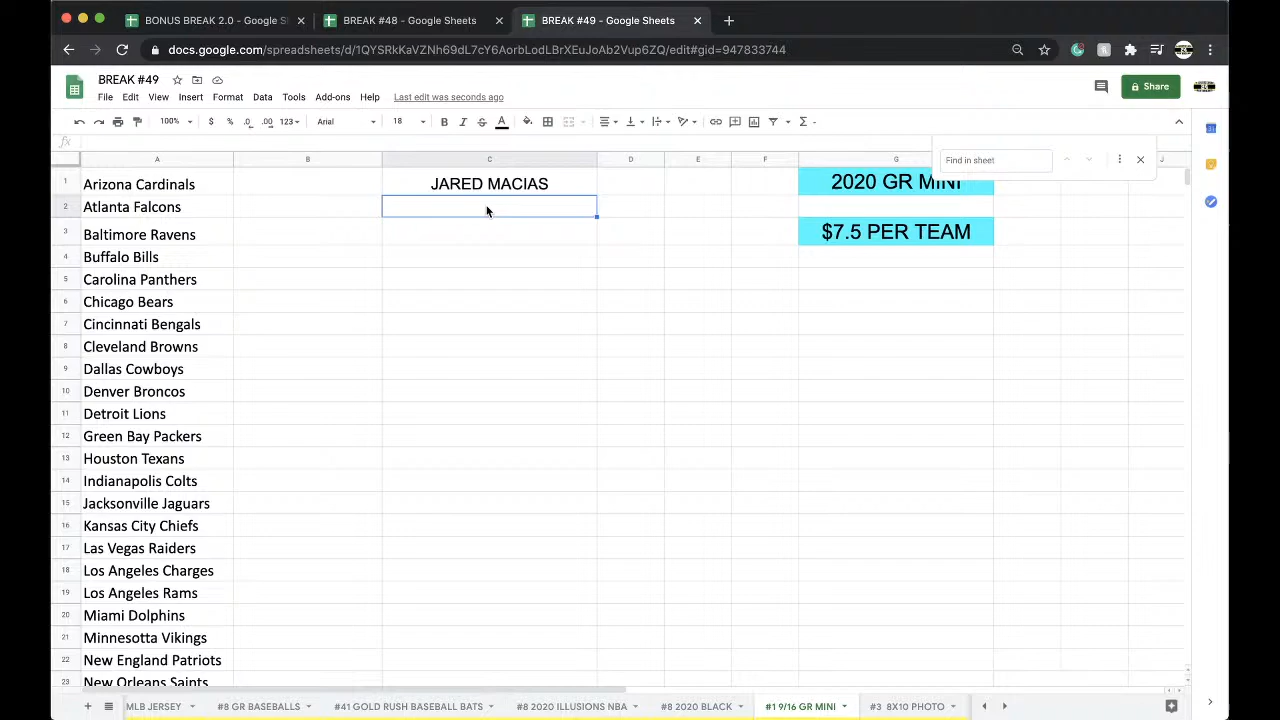 BONUS BREAK 2.0 - Google S
BREAK #48 - Google Sheets
BREAK #49 - Google Sheets
docs.google.com/spreadsheets/d/1QYSRkKaVZNh69dL7cY6AorbLodLBrXEuJoAb2Vup6ZQ/edit#gid=947833744
BREAK #49
File Edit View Insert Format Data Tools Add-ons Help Last edit was seconds ago
Share
100% $ % .0 .00 123 Arial 18 B I S A
fx
Find in sheet
A B C D E F G J
1 Arizona Cardinals JARED MACIAS 2020 GR MINI
2 Atlanta Falcons
3 Baltimore Ravens $7.5 PER TEAM
4 Buffalo Bills
5 Carolina Panthers
6 Chicago Bears
7 Cincinnati Bengals
8 Cleveland Browns
9 Dallas Cowboys
10 Denver Broncos
11 Detroit Lions
12 Green Bay Packers
13 Houston Texans
14 Indianapolis Colts
15 Jacksonville Jaguars
16 Kansas City Chiefs
17 Las Vegas Raiders
18 Los Angeles Charges
19 Los Angeles Rams
20 Miami Dolphins
21 Minnesotta Vikings
22 New England Patriots
23 New Orleans Saints
MLB JERSEY #8 GR BASEBALLS #41 GOLD RUSH BASEBALL BATS #8 2020 ILLUSIONS NBA #8 2020 BLACK #1 9/16 GR MINI #3 8X10 PHOTO